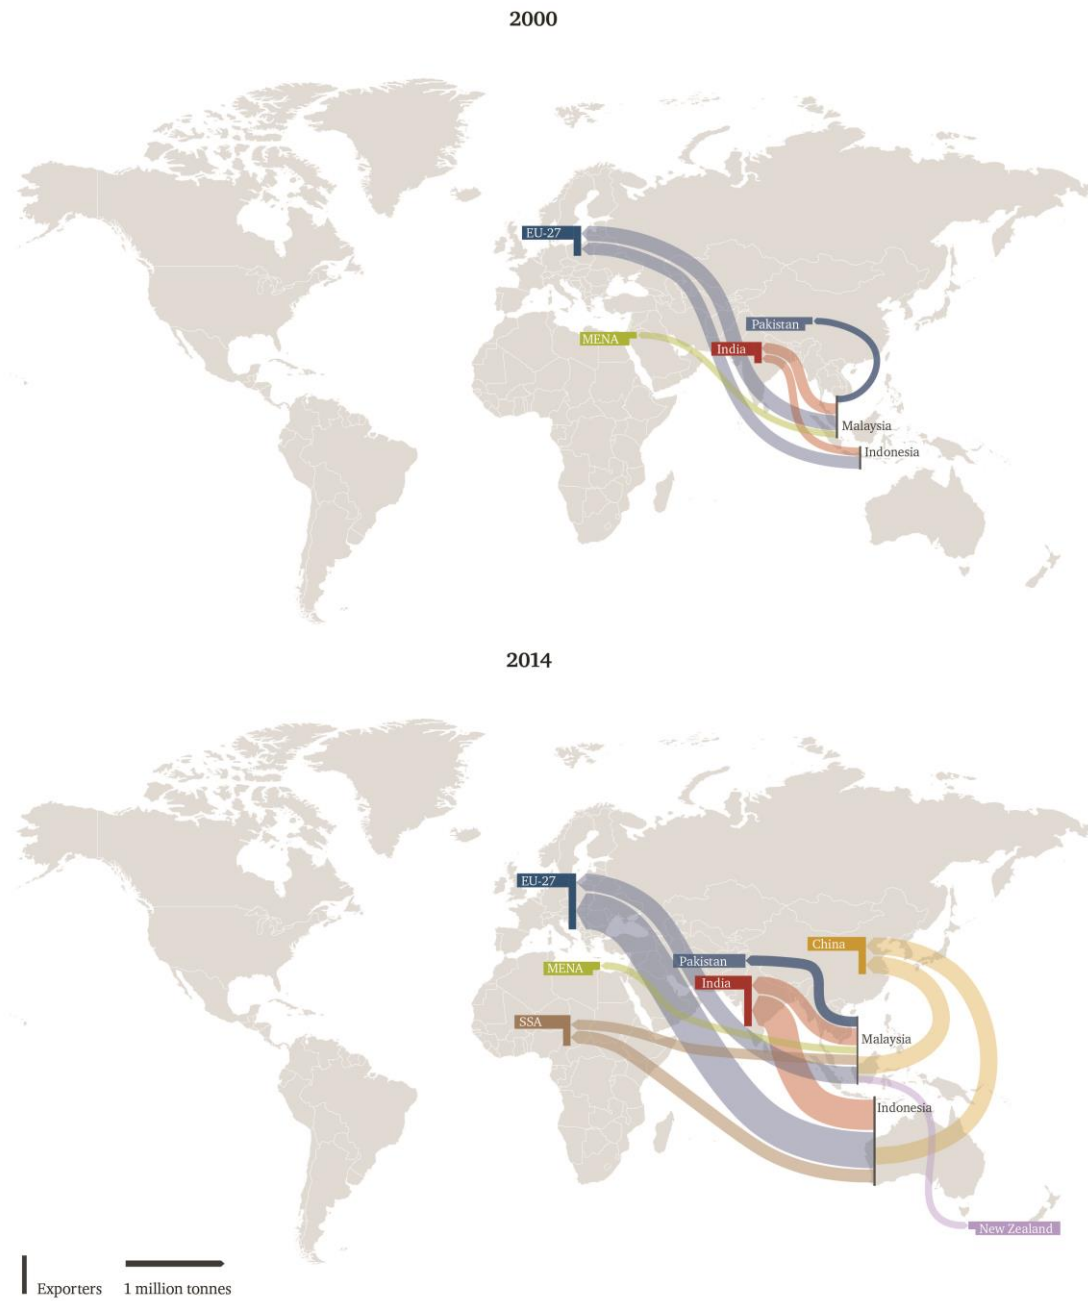 2000
EU-27
Pakistan
MENA
India
Malaysia
Indonesia
2014
EU-27
China
Pakistan
MENA
India
SSA
Malaysia
Indonesia
New Zealand
Exporters
1 million tonnes